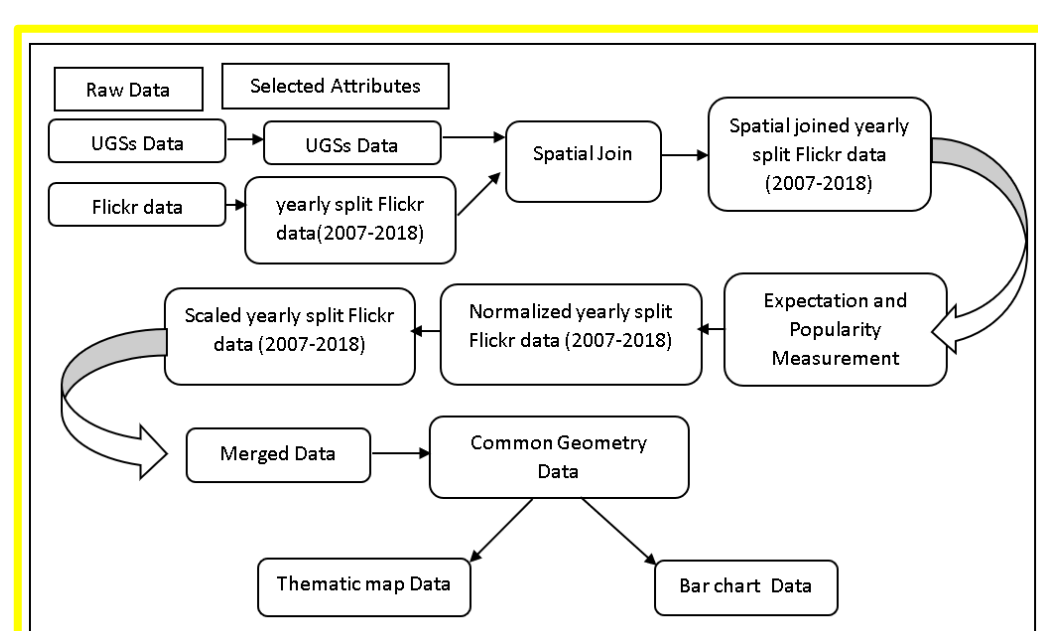 Raw Data
Selected Attributes
UGSs Data
UGSs Data
Flickr data
yearly split Flickr
data(2007-2018)
Spatial Join
Spatial joined yearly
split Flickr data
(2007-2018)
Expectation and
Popularity
Measurement
Normalized yearly split
Flickr data (2007-2018)
Scaled yearly split Flickr
data (2007-2018)
Merged Data
Common Geometry
Data
Thematic map Data
Bar chart Data